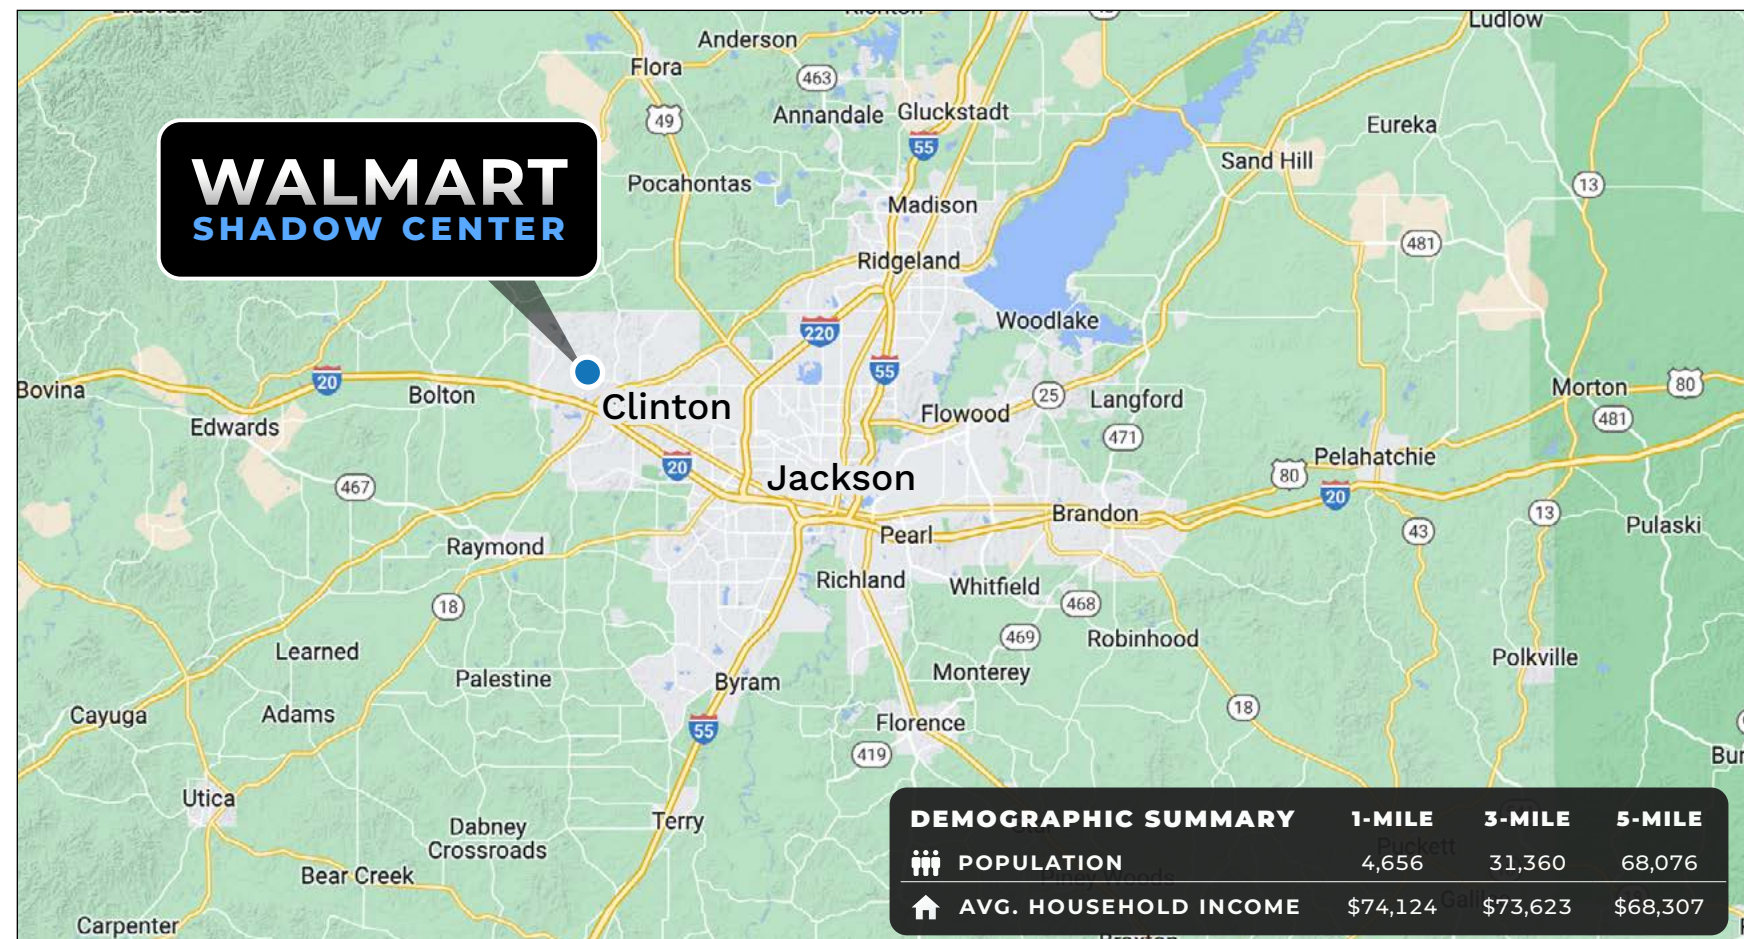 Ludlow
Anderson
Flora
463
49
Annandale
Gluckstadt
55
Eureka
Sand Hill
13
WALMART
SHADOW CENTER
Pocahontas
Madison
481
Ridgeland
220
Woodlake
55
Bovina
20
Bolton
Clinton
25
Langford
Morton
80
Edwards
Flowood
481
471
20
Jackson
Pelahatchie
80
20
467
Brandon
13
Pulaski
Raymond
Pearl
43
Richland
Whitfield
18
468
469
Robinhood
Learned
Polkville
Palestine
Byram
Monterey
Cayuga
Adams
18
55
Florence
419
Bur
Utica
Dabney
Crossroads
Terry
Bear Creek
Carpenter
DEMOGRAPHIC SUMMARY 1-MILE 3-MILE 5-MILE
Puckett
POPULATION 4,656 31,360 68,076
Piney Woods
AVG. HOUSEHOLD INCOME $74,124 $73,623 $68,307